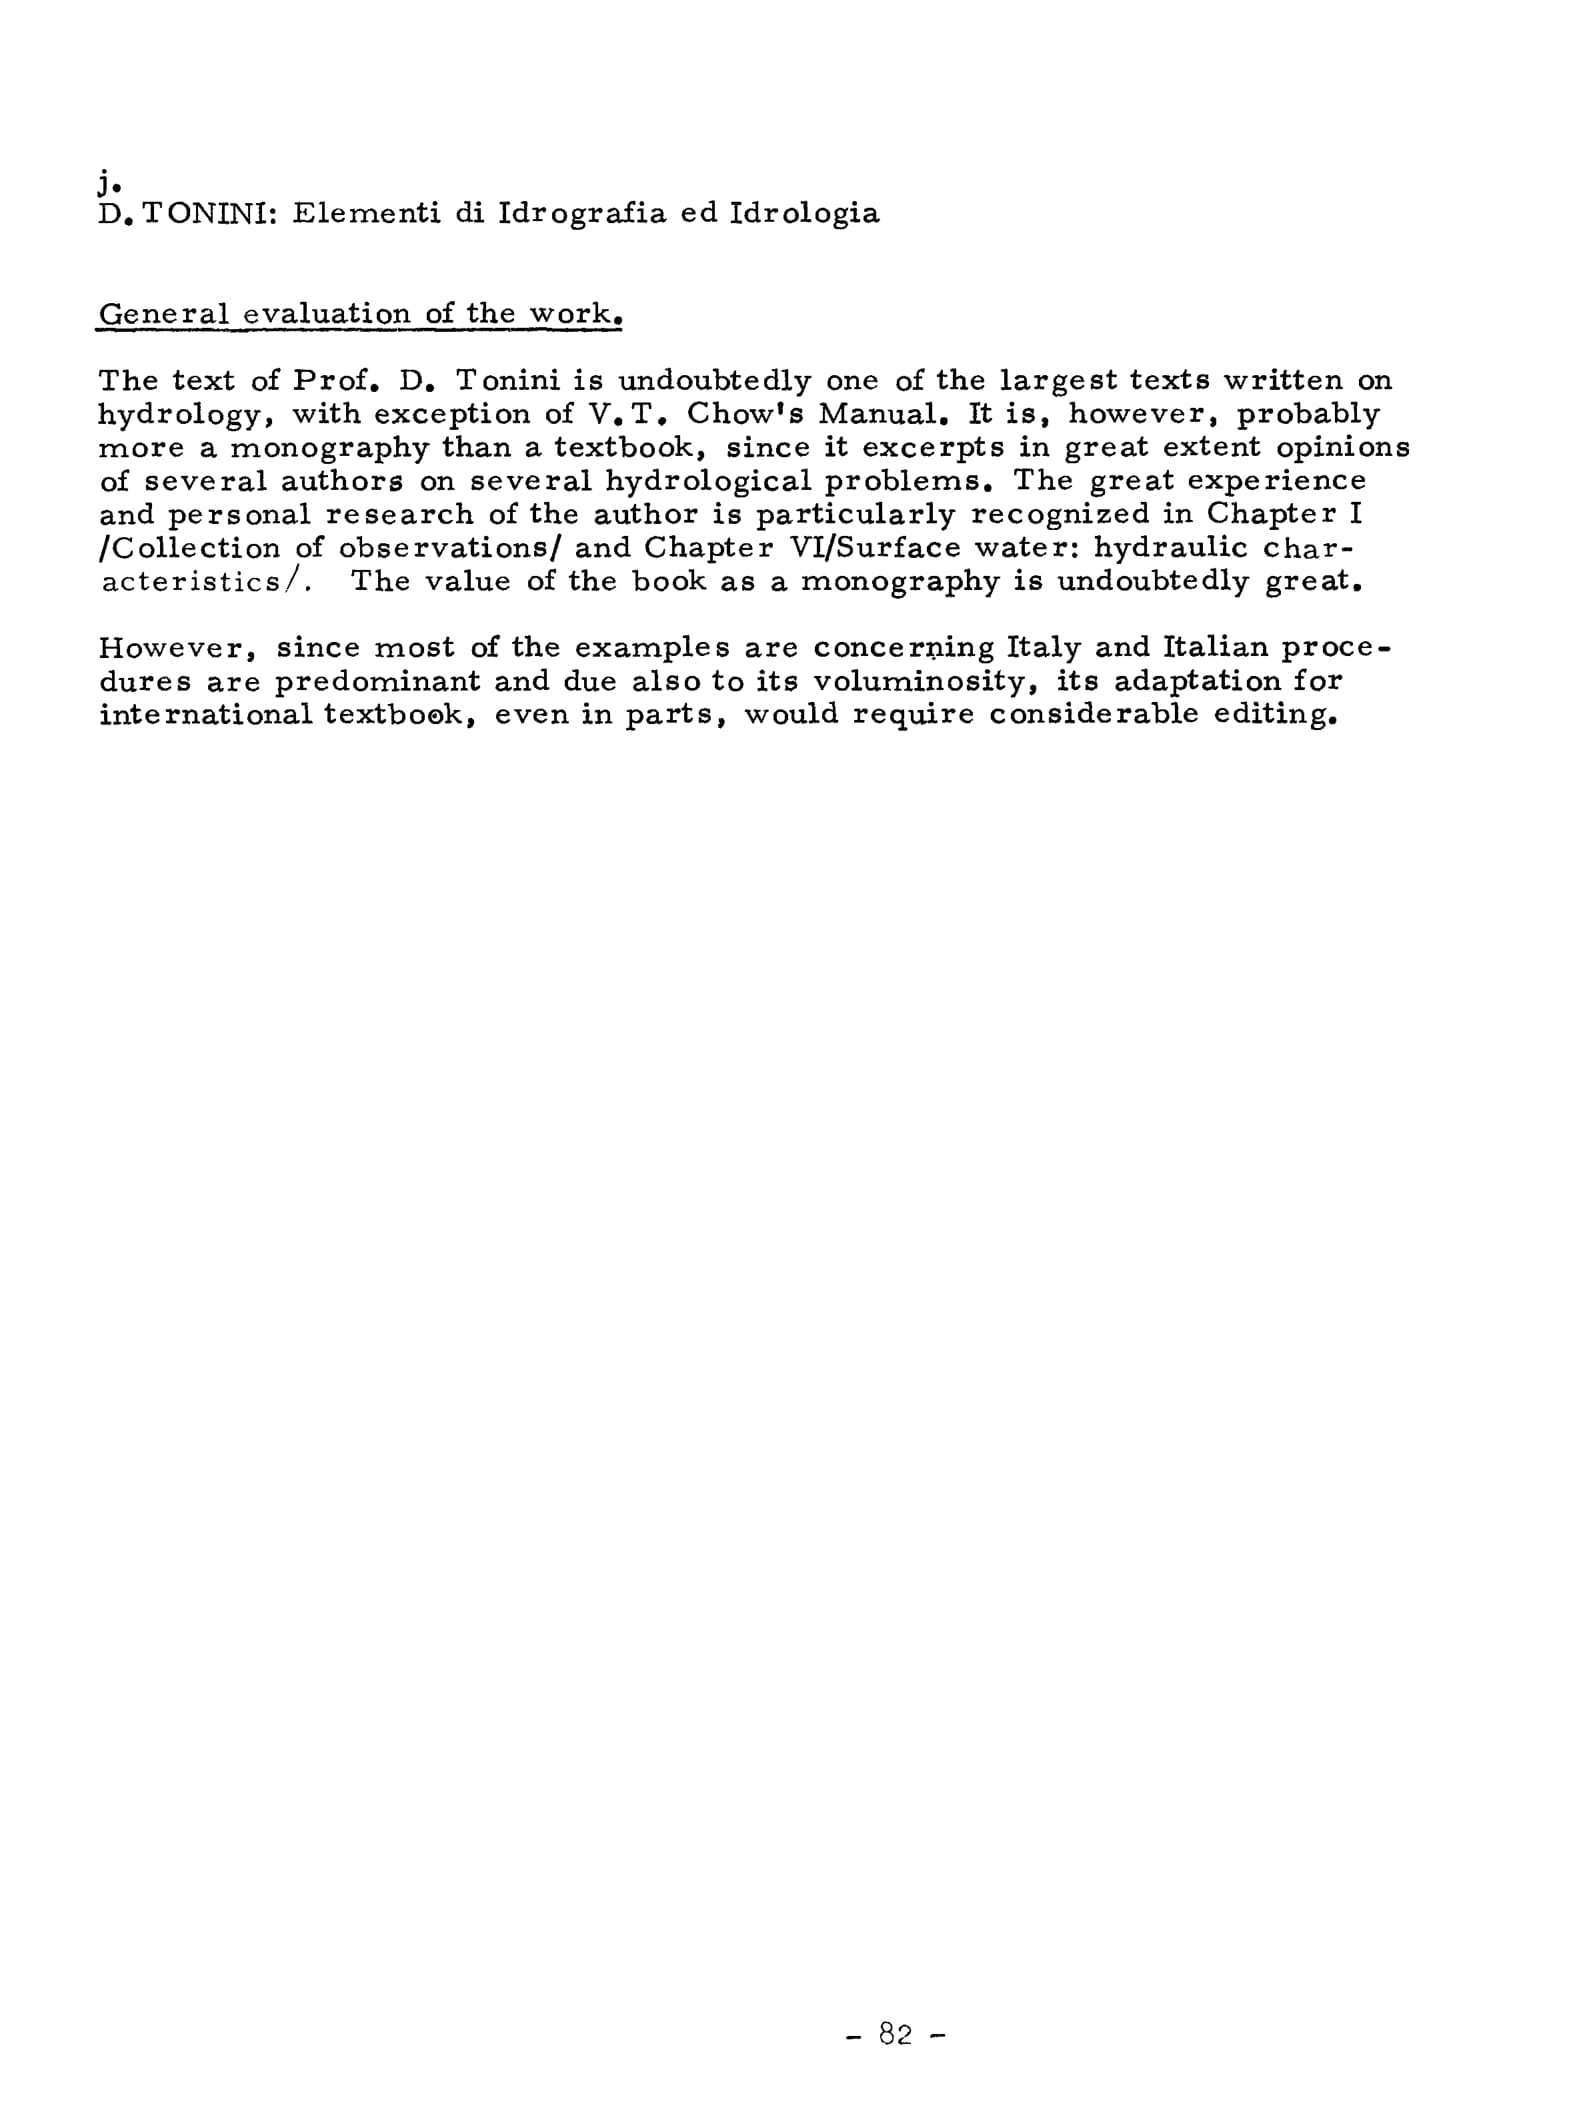 j.
D. TONINI: Elementi di Idrografia ed Idrologia
General evaluation of the work.
The text of Prof. D. Tonini is undoubtedly one of the largest texts written on
hydrology, with exception of V.T. Chow's Manual. It is, however, probably
more a monography than a textbook, since it excerpts in great extent opinions
of several authors on several hydrological problems. The great experience
and personal research of the author is particularly recognized in Chapter I
/Collection of observations/ and Chapter VI/Surface water: hydraulic char-
acteristics/. The value of the book as a monography is undoubtedly great.
However, since most of the examples are concerning Italy and Italian proce-
dures are predominant and due also to its voluminosity, its adaptation for
international textbook, even in parts, would require considerable editing.
- 82 -